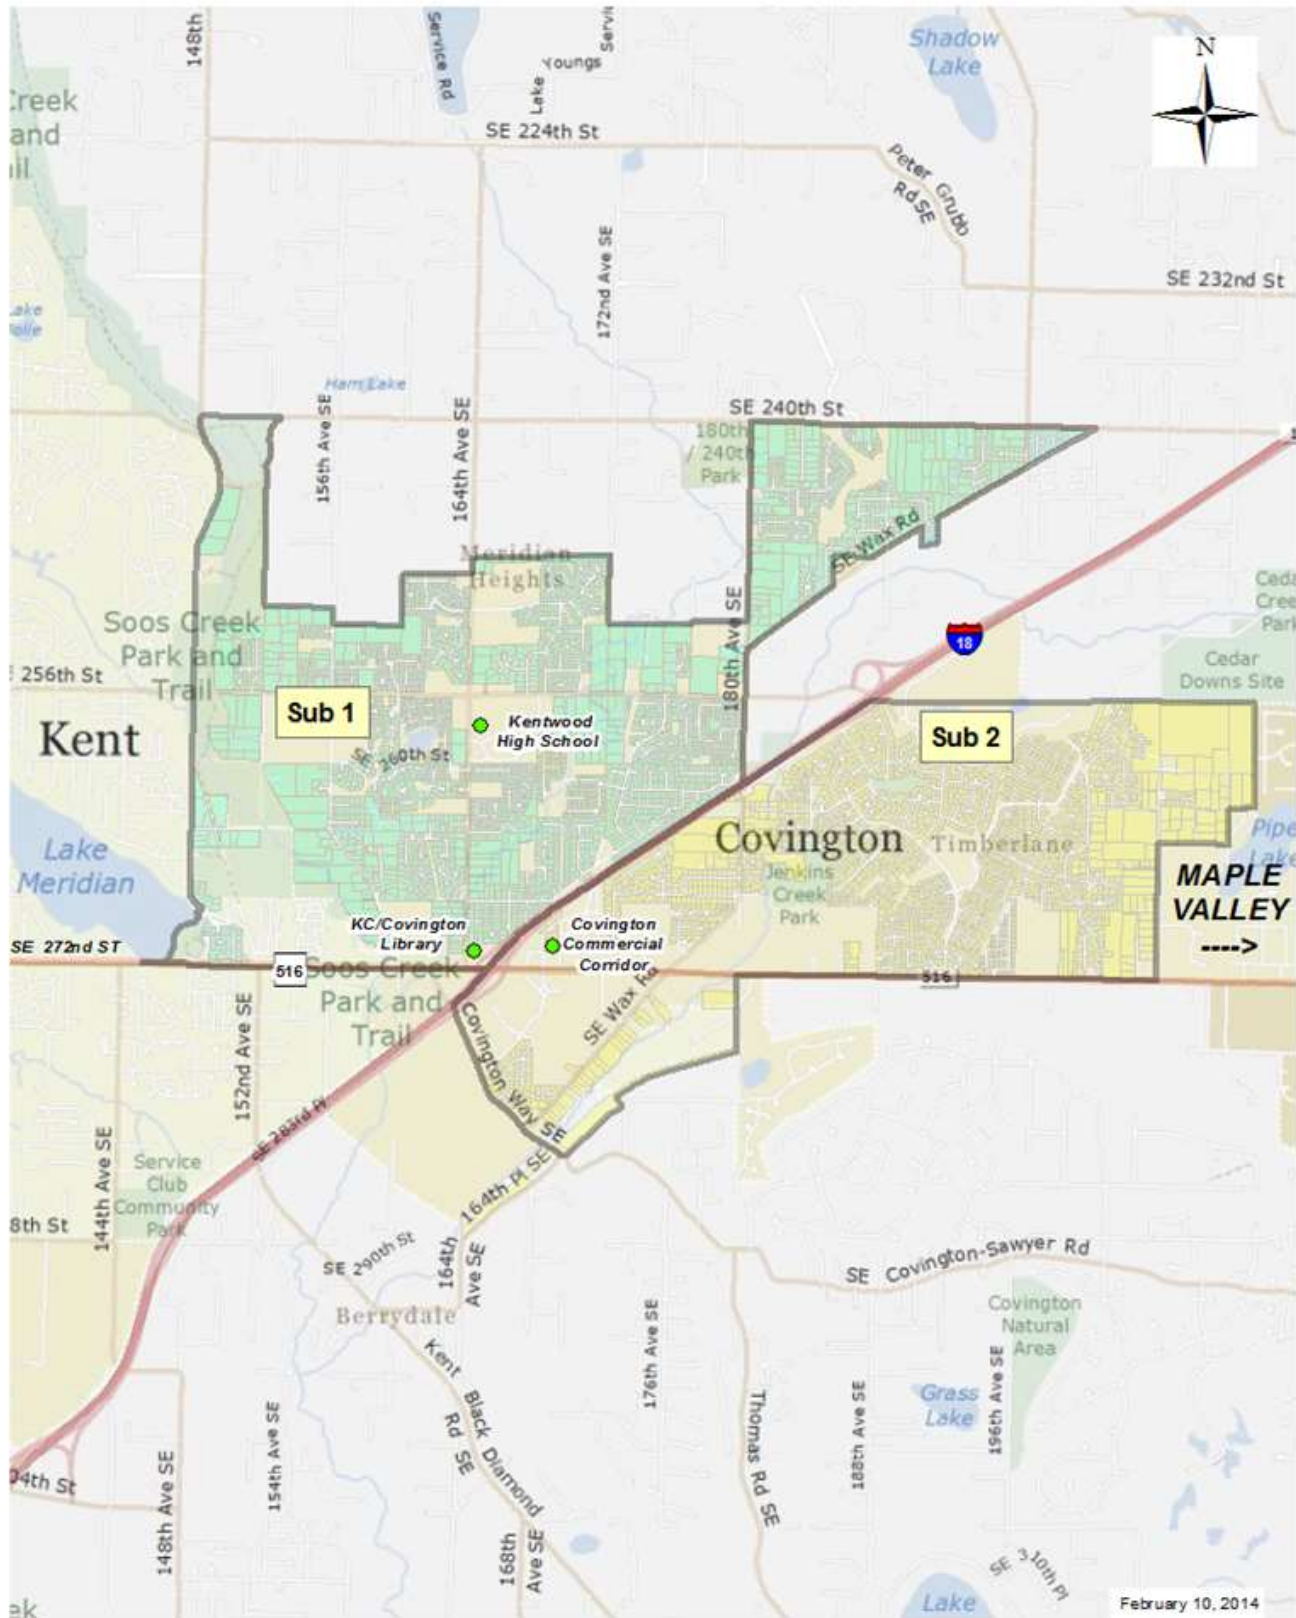 148th
Service Rd
Lake
Youngs
Servi
Shadow
Lake
N
Creek
and
ail
SE 224th St
Peter Grubb
Rd SE
172nd Ave SE
SE 232nd St
Ham Lake
156th Ave SE
164th Ave SE
SE 240th St
180th
/ 240th
Park
SE Wax Rd
Meridian
Heights
180th Ave SE
18
Soos Creek
Park and
Trail
256th St
Kent
Sub 1
Kentwood
High School
SE 260th St
Sub 2
Cedar
Downs Site
Covington
Timberlane
Jenkins
Creek
Park
Lake
Meridian
Pipe
Lake
MAPLE
VALLEY
---->
SE 272nd ST
KC/Covington
Library
Covington
Commercial
Corridor
516
516
Soos Creek
Park and
Trail
SE Wax Rd
Covington Way SE
152nd Ave SE
SE 283rd Pl
144th Ave SE
Service
Club
Community
Park
164th Pl SE
8th St
SE 290th St
164th
Ave SE
Berrydale
SE Covington-Sawyer Rd
Covington
Natural
Area
176th Ave SE
Kent Black Diamond
Rd SE
Thomas Rd SE
188th Ave SE
Grass
Lake
196th Ave SE
04th St
154th Ave SE
148th Ave SE
168th
Ave SE
SE 310th Pl
Lake
ek
February 10, 2014